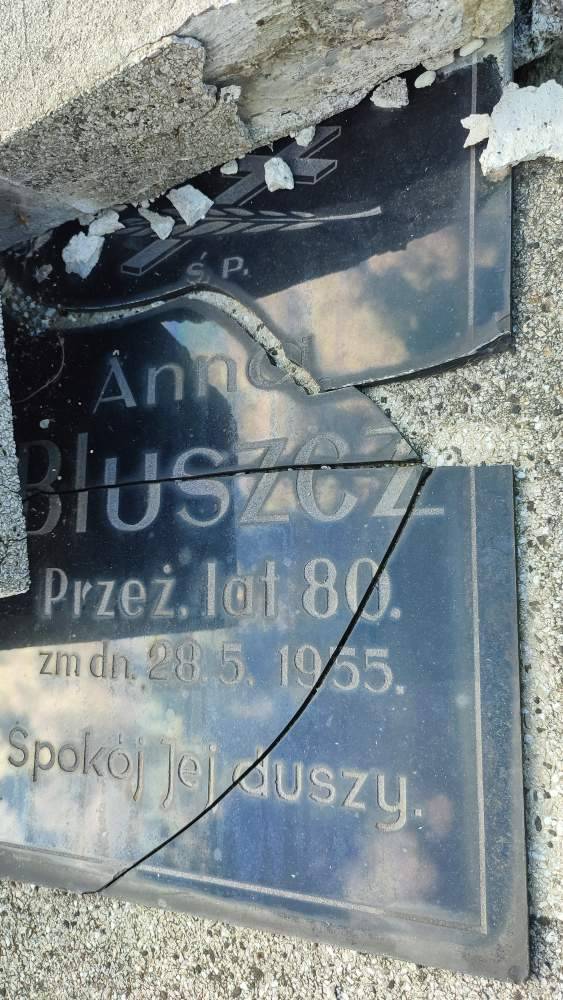 Ś. P.
Anna
Bluszcz
Przeż. lat 80.
zm dn. 28. 5. 1955.
Spokój Jej duszy.